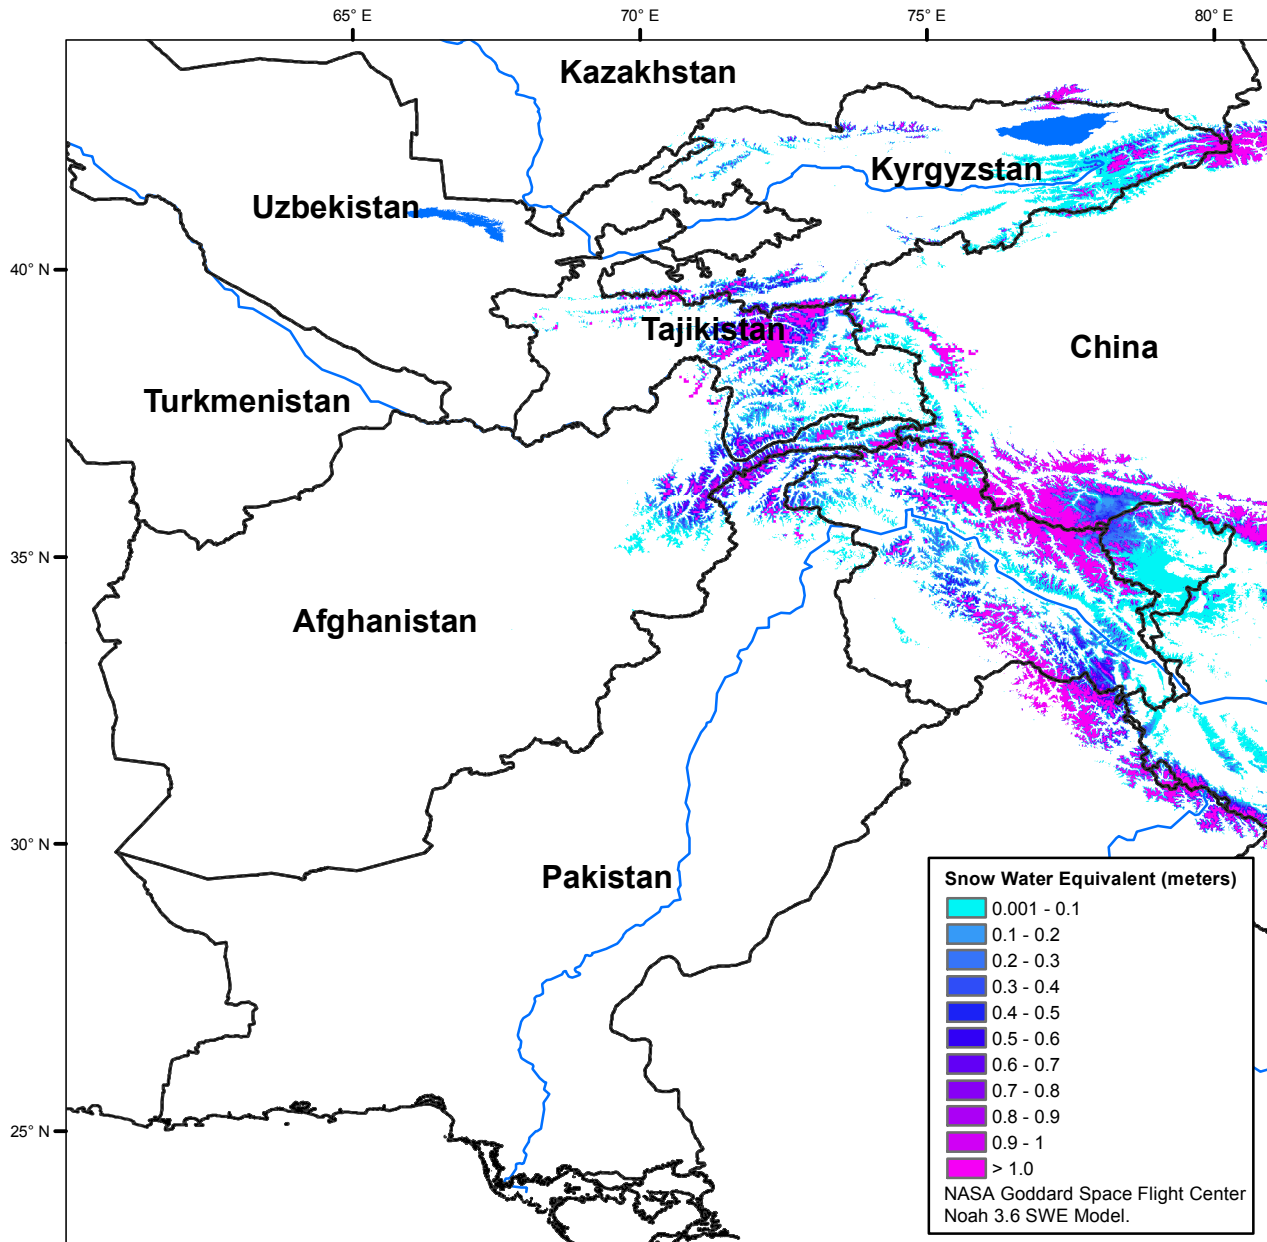 65° E
70° E
75° E
80° E
Kazakhstan
Kyrgyzstan
Uzbekistan
40° N
Tajikistan
China
Turkmenistan
35° N
Afghanistan
30° N
Pakistan
25° N
Snow Water Equivalent (meters)
0.001 - 0.1
0.1 - 0.2
0.2 - 0.3
0.3 - 0.4
0.4 - 0.5
0.5 - 0.6
0.6 - 0.7
0.7 - 0.8
0.8 - 0.9
0.9 - 1
> 1.0
NASA Goddard Space Flight Center
Noah 3.6 SWE Model.